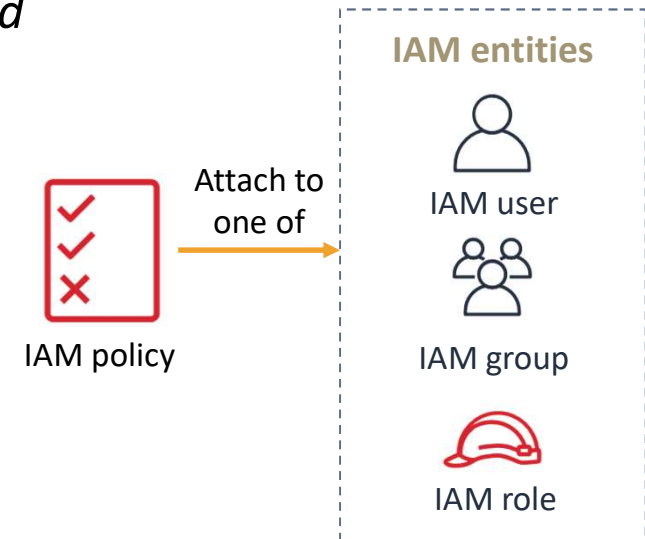 d
IAM entities
Attach to
one of
IAM user
IAM policy
IAM group
IAM role